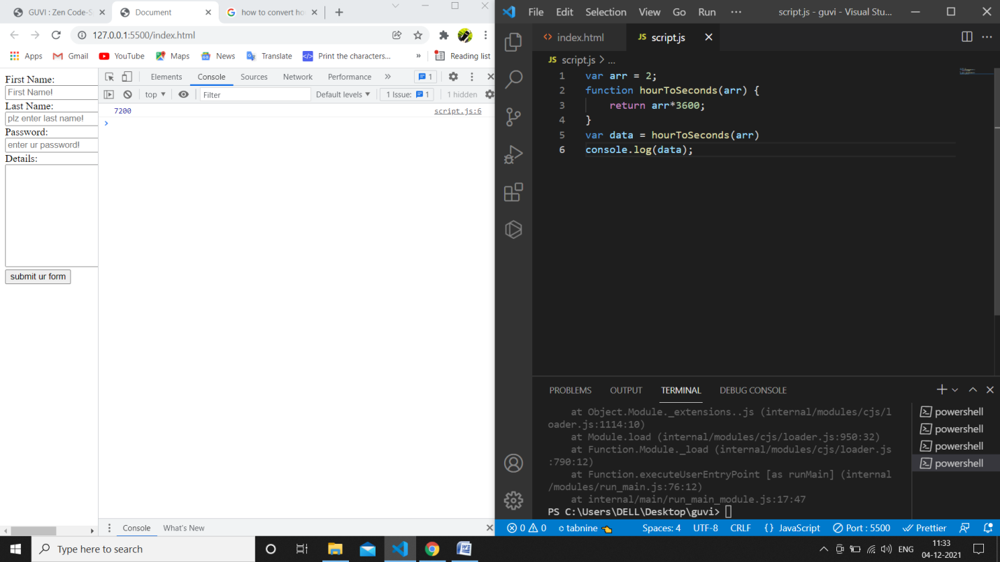 GUVI : Zen Code-S
Document
how to convert ho
127.0.0.1:5500/index.html
Apps
Gmail
YouTube
Maps
News
Translate
Print the characters...
»
Reading list
First Name:
First Name!
Last Name:
plz enter last name!
Password:
enter ur password!
Details:
submit ur form
Elements
Console
Sources
Network
Performance
»
1
top
Filter
Default levels
1 Issue:
1
1 hidden
7200
script.js:6
Console
What's New
File
Edit
Selection
View
Go
Run
···
script.js - guvi - Visual Stu...
index.html
JS script.js
JS script.js > ...
1 var arr = 2;
2 function hourToSeconds(arr) {
3 return arr*3600;
4 }
5 var data = hourToSeconds(arr)
6 console.log(data);
PROBLEMS
OUTPUT
TERMINAL
DEBUG CONSOLE
at Object.Module._extensions..js (internal/modules/cjs/l
oader.js:1114:10)
at Module.load (internal/modules/cjs/loader.js:950:32)
at Function.Module._load (internal/modules/cjs/loader.js
:790:12)
at Function.executeUserEntryPoint [as runMain] (internal
/modules/run_main.js:76:12)
at internal/main/run_main_module.js:17:47
PS C:\Users\DELL\Desktop\guvi>
powershell
powershell
powershell
powershell
0
0
tabnine
Spaces: 4
UTF-8
CRLF
{ } JavaScript
Port : 5500
Prettier
Type here to search
ENG
11:33
04-12-2021